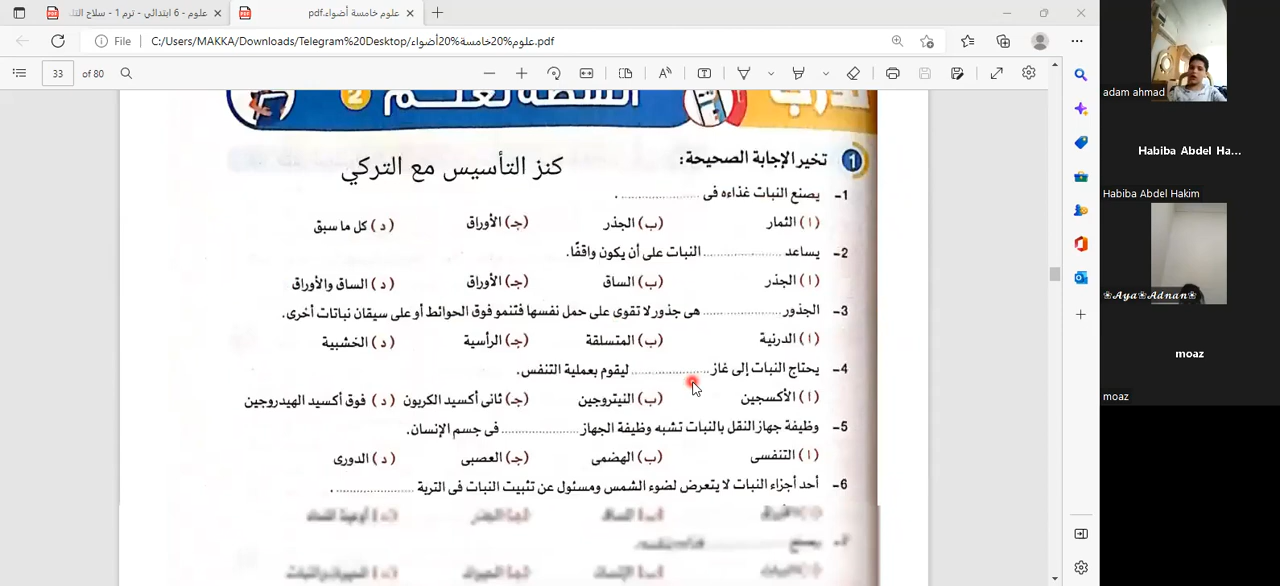 علوم - 6 ابتدائي - ترم 1 - سلاح التل
علوم خامسة أضواء.pdf
File
C:/Users/MAKKA/Downloads/Telegram%20Desktop/علوم%20خامسة%20أضواء.pdf
33 of 80
أنشطة تعلم 2
1 تخير الإجابة الصحيحة:
كنز التأسيس مع التركي
1- يصنع النبات غذاءه فى .................... .
(ا) الثمار (ب) الجذر (جـ) الأوراق (د) كل ما سبق
2- يساعد .................... النبات على أن يكون واقفًا.
(ا) الجذر (ب) الساق (جـ) الأوراق (د) الساق والأوراق
3- الجذور .................... هى جذور لا تقوى على حمل نفسها فتنمو فوق الحوائط أو على سيقان نباتات أخرى.
(ا) الدرنية (ب) المتسلقة (جـ) الرأسية (د) الخشبية
4- يحتاج النبات إلى غاز .................... ليقوم بعملية التنفس.
(ا) الأكسجين (ب) النيتروجين (جـ) ثانى أكسيد الكربون (د) فوق أكسيد الهيدروجين
5- وظيفة جهاز النقل بالنبات تشبه وظيفة الجهاز .................... فى جسم الإنسان.
(ا) التنفسى (ب) الهضمى (جـ) العصبى (د) الدورى
6- أحد أجزاء النبات لا يتعرض لضوء الشمس ومسئول عن تثبيت النبات فى التربة .................... .
adam ahmad
Habiba Abdel Ha...
Habiba Abdel Hakim
Aya Adnan
moaz
moaz